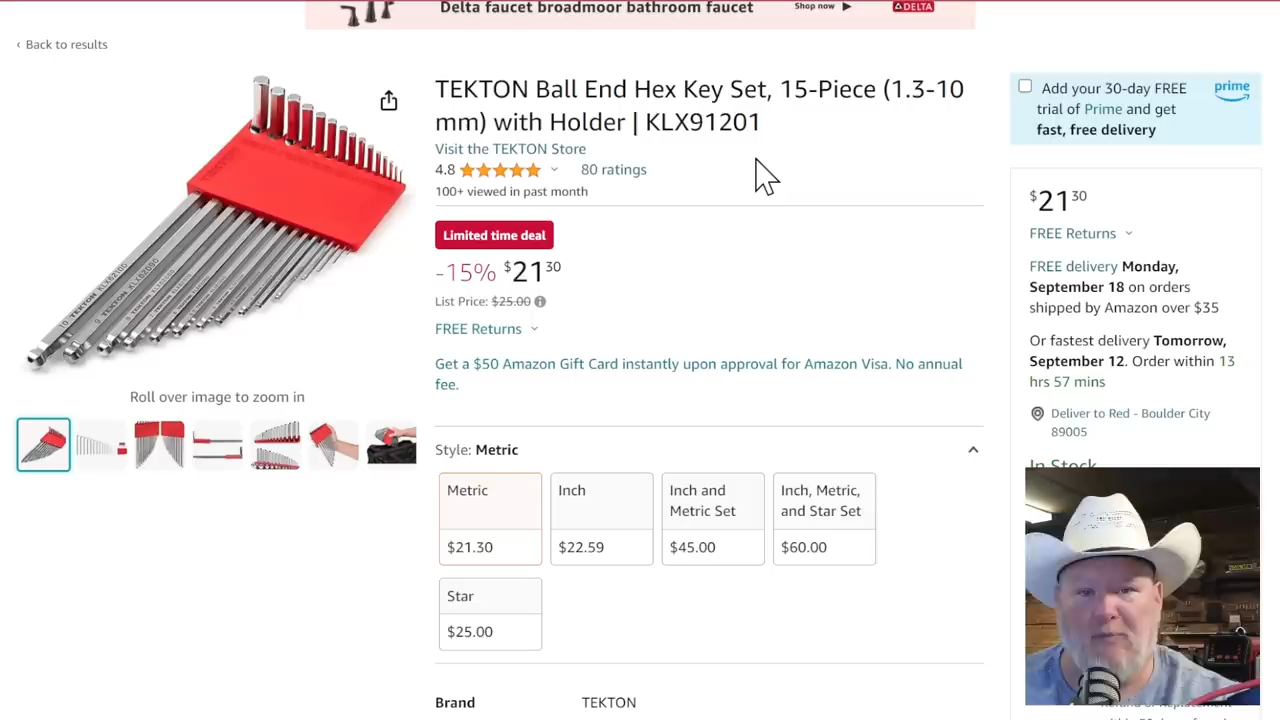 Delta faucet broadmoor bathroom faucet
Shop now
DELTA
‹ Back to results
TEKTON Ball End Hex Key Set, 15-Piece (1.3-10
mm) with Holder | KLX91201
Visit the TEKTON Store
4.8
80 ratings
100+ viewed in past month
Limited time deal
-15% $21 30
List Price: $25.00
FREE Returns
Get a $50 Amazon Gift Card instantly upon approval for Amazon Visa. No annual
fee.
Roll over image to zoom in
Style: Metric
Metric
$21.30
Inch
$22.59
Inch and
Metric Set
$45.00
Inch, Metric,
and Star Set
$60.00
Star
$25.00
Brand TEKTON
Add your 30-day FREE
trial of Prime and get
fast, free delivery
prime
$21 30
FREE Returns
FREE delivery Monday,
September 18 on orders
shipped by Amazon over $35
Or fastest delivery Tomorrow,
September 12. Order within 13
hrs 57 mins
Deliver to Red - Boulder City
89005
In Stock